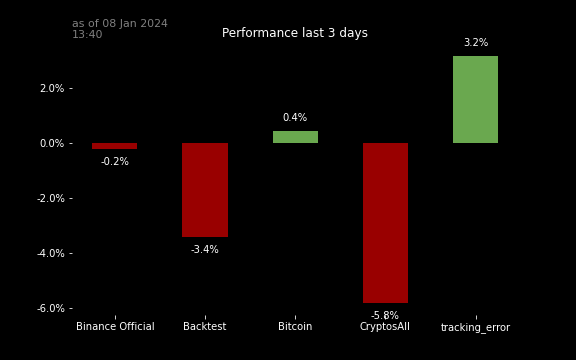 as of 08 Jan 2024
13:40
Performance last 3 days
3.2%
2.0%
0.4%
0.0%
-0.2%
-2.0%
-3.4%
-4.0%
-6.0%
-5.8%
Binance Official
Backtest
Bitcoin
CryptosAll
tracking_error